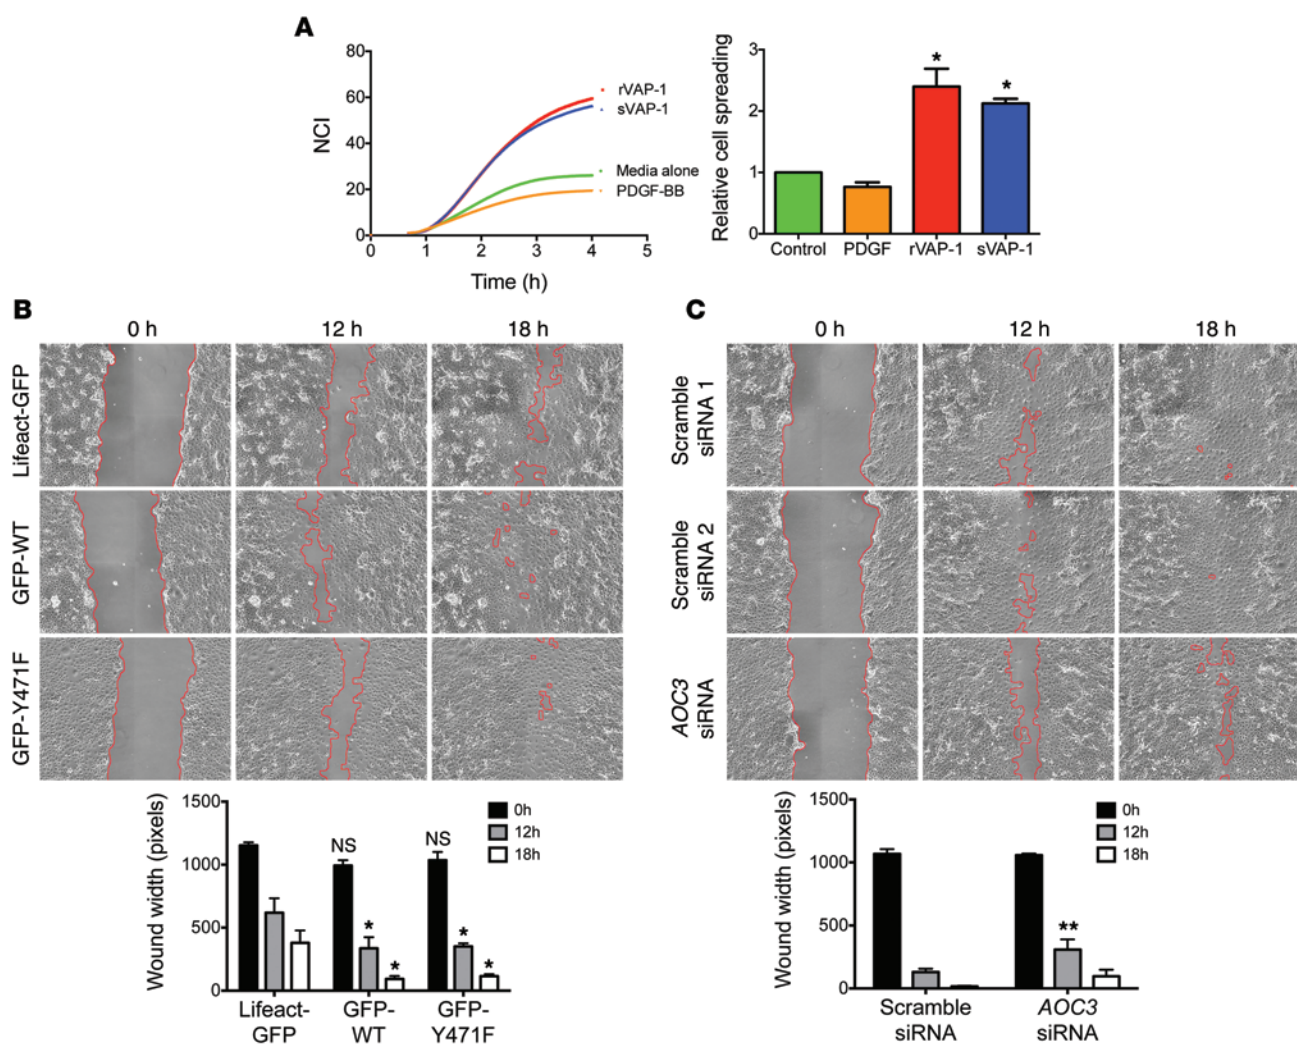 A
80
60
40
20
0
NCI
0 1 2 3 4 5
Time (h)
rVAP-1
sVAP-1
Media alone
PDGF-BB
Relative cell spreading
3
2
1
0
*
*
Control PDGF rVAP-1 sVAP-1
B
0 h 12 h 18 h
Lifeact-GFP
GFP-WT
GFP-Y471F
Wound width (pixels)
1500
1000
500
0
0h
12h
18h
NS NS
* *
* *
Lifeact-
GFP
GFP-
WT
GFP-
Y471F
C
0 h 12 h 18 h
Scramble
siRNA 1
Scramble
siRNA 2
AOC3
siRNA
Wound width (pixels)
1500
1000
500
0
0h
12h
18h
**
Scramble
siRNA
AOC3
siRNA